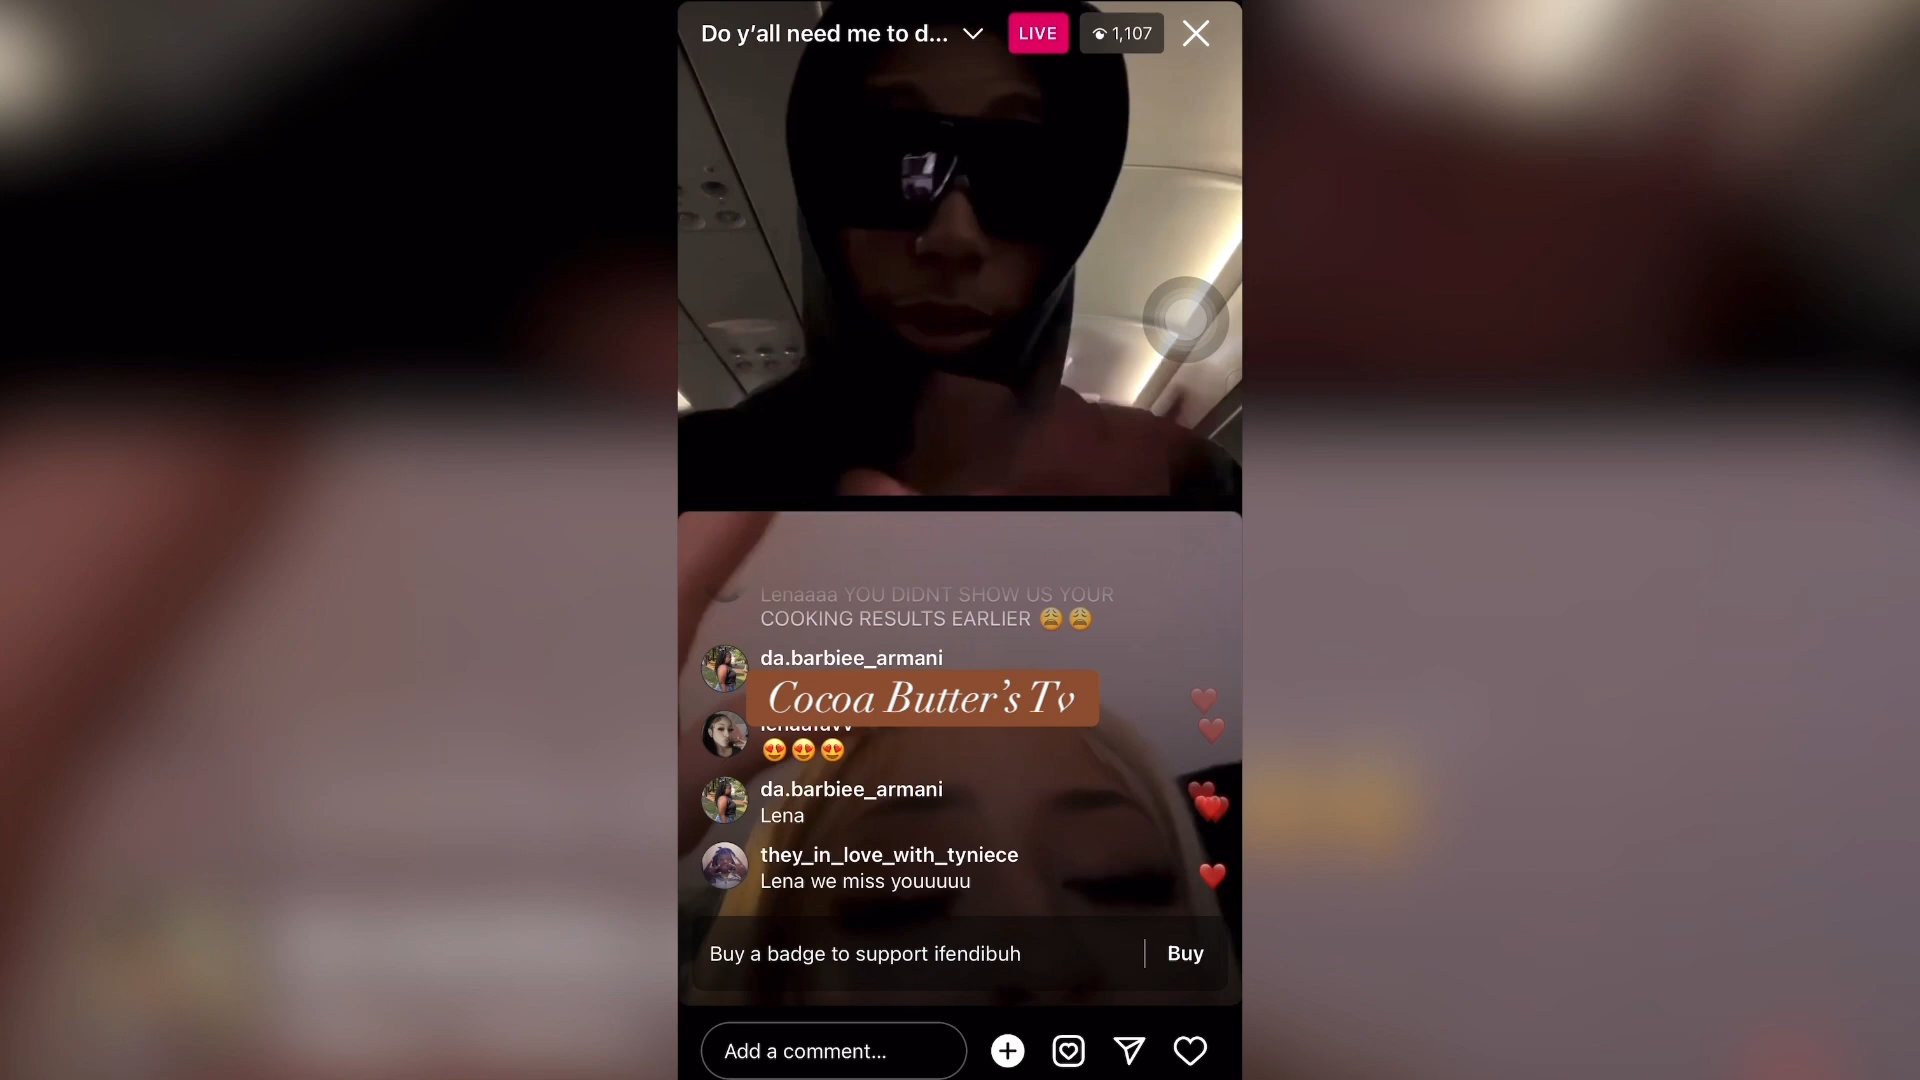 Do y’all need me to d...
LIVE
1,107
Lenaaaa YOU DIDNT SHOW US YOUR
COOKING RESULTS EARLIER 😩 😩
da.barbiee_armani
Cocoa Butter’s Tv
😍 😍 😍
da.barbiee_armani
Lena
they_in_love_with_tyniece
Lena we miss youuuuu
Buy a badge to support ifendibuh
Buy
Add a comment...